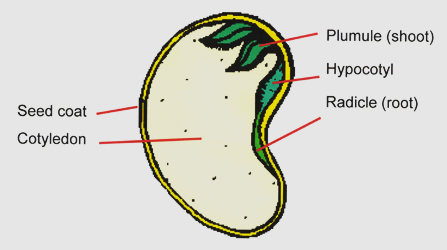 Plumule (shoot)
Hypocotyl
Radicle (root)
Seed coat
Cotyledon